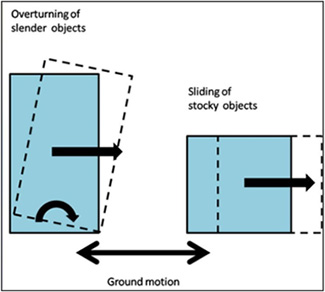 Overturning of
slender objects
Sliding of
stocky objects
Ground motion